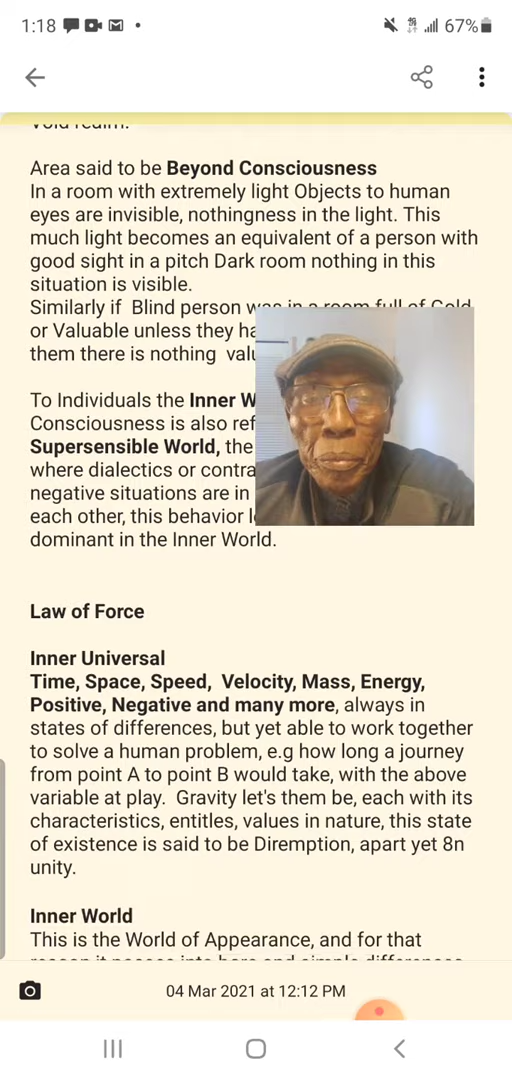 1:18
67%
Area said to be Beyond Consciousness
In a room with extremely light Objects to human
eyes are invisible, nothingness in the light. This
much light becomes an equivalent of a person with
good sight in a pitch Dark room nothing in this
situation is visible.
Similarly if Blind person was in a room full of Gold
or Valuable unless they
them there is nothing
To Individuals the Inner
Consciousness is also
Supersensible World, the
where dialectics or
negative situations are in
each other, this behavior
dominant in the Inner World.
Law of Force
Inner Universal
Time, Space, Speed, Velocity, Mass, Energy,
Positive, Negative and many more, always in
states of differences, but yet able to work together
to solve a human problem, e.g how long a journey
from point A to point B would take, with the above
variable at play. Gravity let's them be, each with its
characteristics, entitles, values in nature, this state
of existence is said to be Diremption, apart yet 8n
unity.
Inner World
This is the World of Appearance, and for that
04 Mar 2021 at 12:12 PM